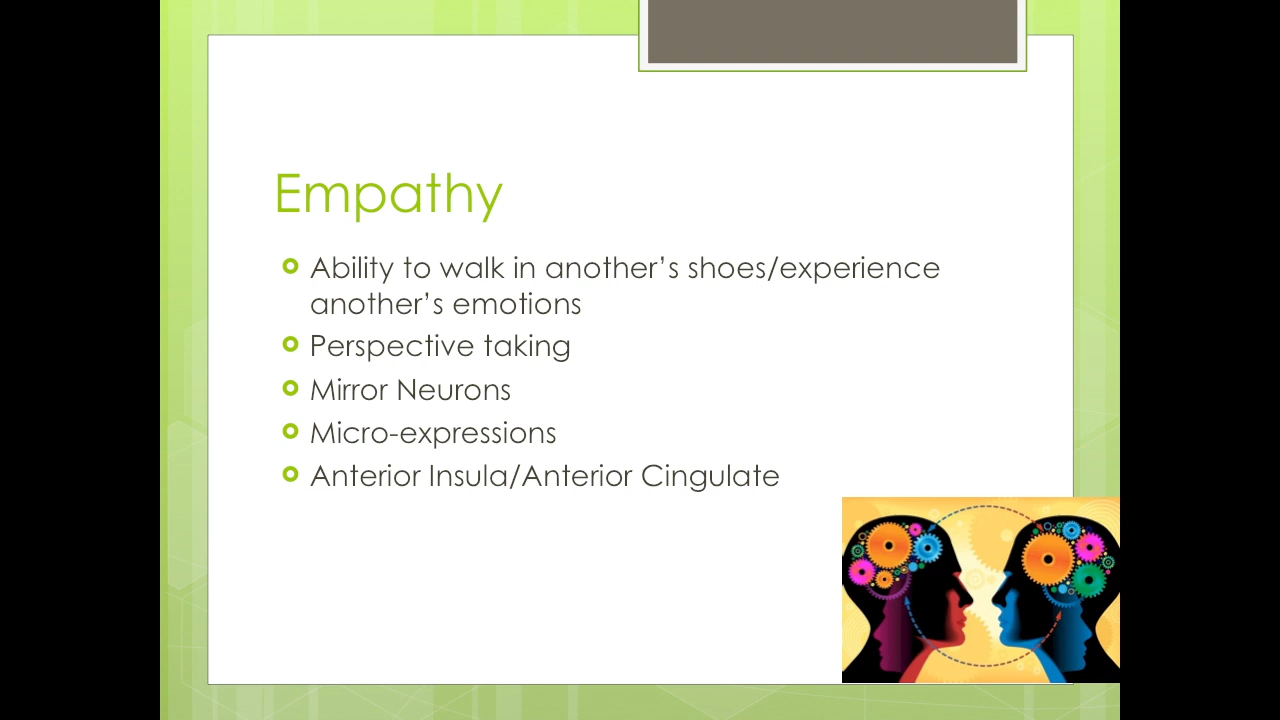 Empathy
Ability to walk in another’s shoes/experience
another’s emotions
Perspective taking
Mirror Neurons
Micro-expressions
Anterior Insula/Anterior Cingulate